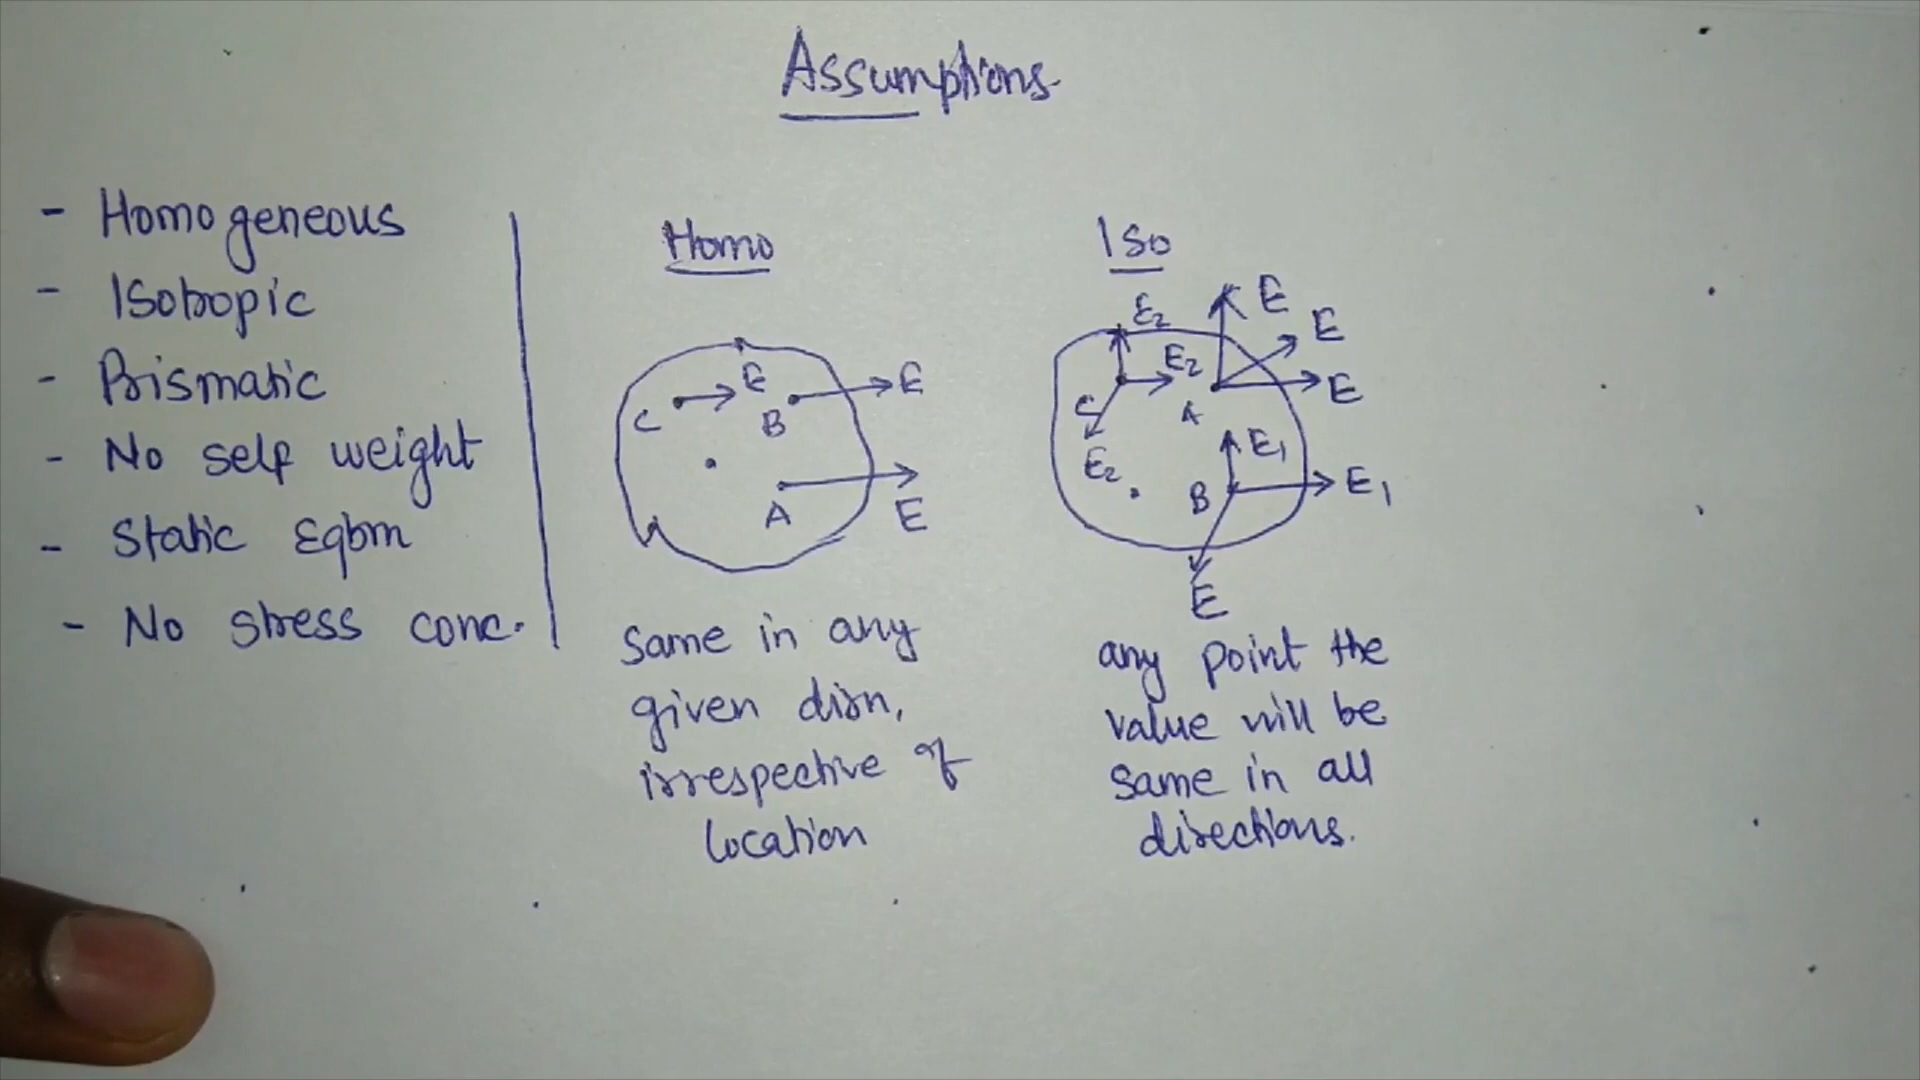 Assumptions
- Homogeneous
- Isotropic
- Prismatic
- No self weight
- Static Eqbm
- No stress conc.
Homo
C E B E
A E
same in any
given dirn,
irrespective of
location
Iso
E2 E E
C E2 A E
E2 B E1 E1
E
any point the
value will be
same in all
directions.